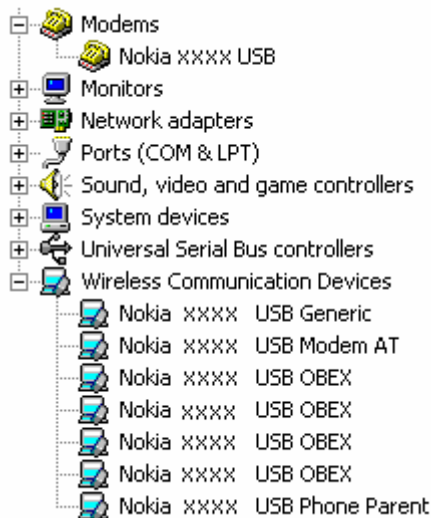 Modems
Nokia xxxx USB
Monitors
Network adapters
Ports (COM & LPT)
Sound, video and game controllers
System devices
Universal Serial Bus controllers
Wireless Communication Devices
Nokia xxxx USB Generic
Nokia xxxx USB Modem AT
Nokia xxxx USB OBEX
Nokia xxxx USB OBEX
Nokia xxxx USB OBEX
Nokia xxxx USB OBEX
Nokia xxxx USB Phone Parent